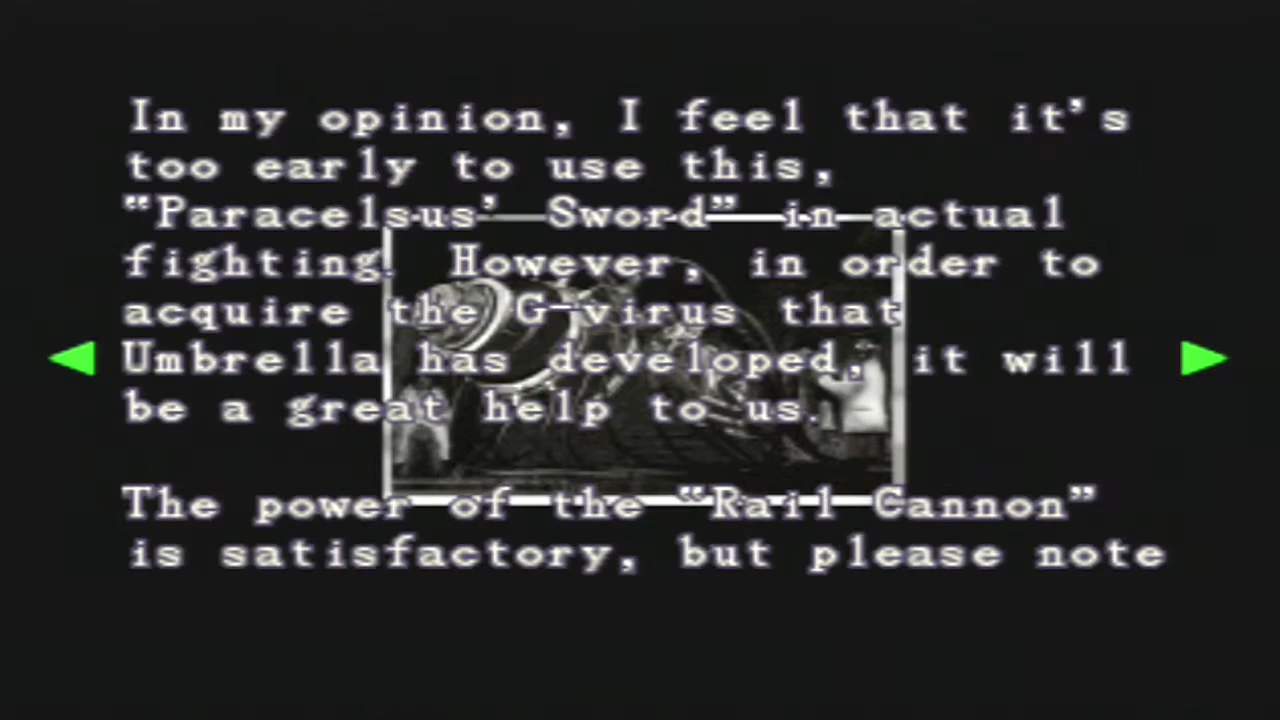 In my opinion, I feel that it’s
too early to use this,
“Paracelsus’ Sword” in actual
fighting. However, in order to
acquire the G-virus that
Umbrella has developed, it will
be a great help to us.
The power of the “Rail Cannon”
is satisfactory, but please note